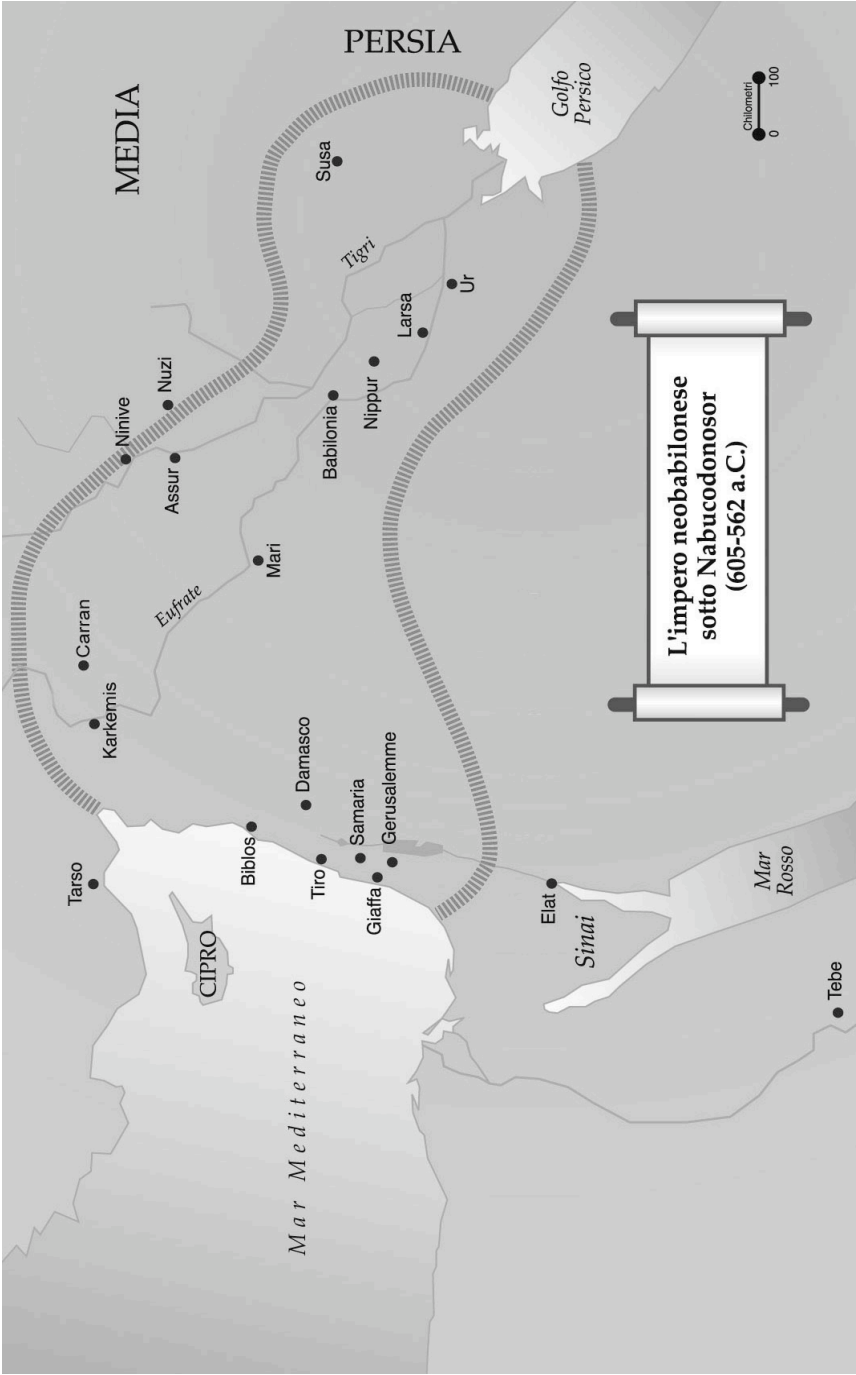 MEDIA
PERSIA
Tarso
Karkemis
Carran
Ninive
Nuzi
Assur
CIPRO
Eufrate
Biblos
Mari
Tigri
Susa
Mar Mediterraneo
Damasco
Tiro
Samaria
Giaffa
Gerusalemme
Babilonia
Nippur
Larsa
Ur
Golfo
Persico
Elat
Sinai
Mar
Rosso
Tebe
L'impero neobabilonese
sotto Nabucodonosor
(605-562 a.C.)
Chilometri
0 100